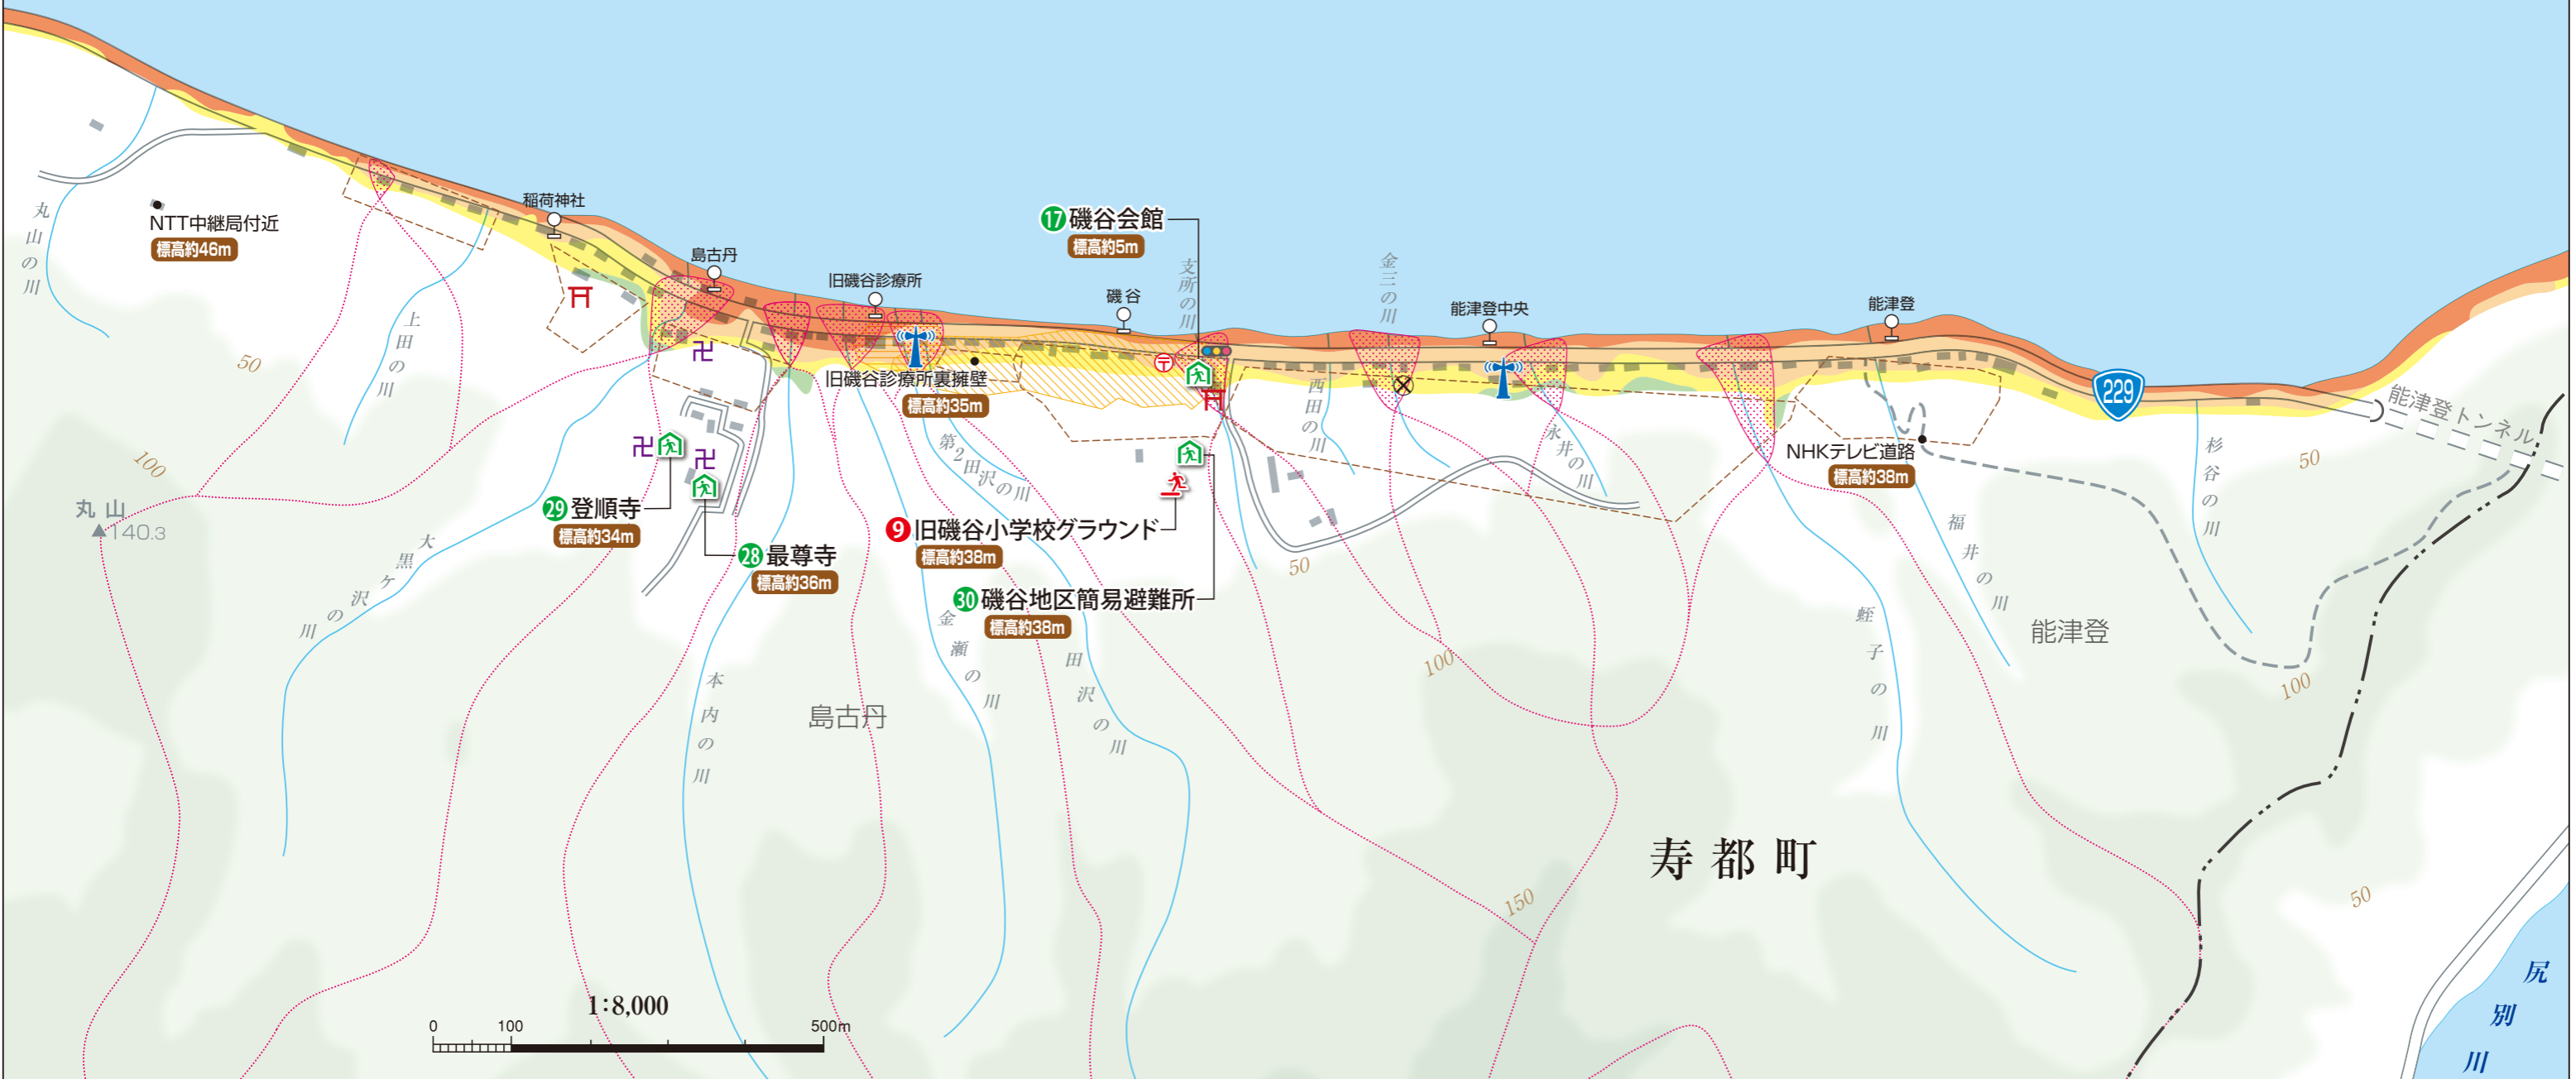 稲荷神社
島古丹
旧磯谷診療所
磯谷
17 磯谷会館
標高約5m
支所の川
金三の川
能津登中央
能津登
229
能津登トンネル
NTT中継局付近
標高約46m
丸山の川
上田の川
50
100
丸山
140.3
大黒ケ沢の川
旧磯谷診療所裏擁壁
標高約35m
第2田沢の川
〒
西田の川
永井の川
NHKテレビ道路
標高約38m
杉谷の川
50
29 登順寺
標高約34m
28 最尊寺
標高約36m
9 旧磯谷小学校グラウンド
標高約38m
30 磯谷地区簡易避難所
標高約38m
50
福井の川
蛭子の川
能津登
100
100
本内の川
島古丹
金瀬の川
田沢の川
寿都町
150
50
尻別川
1:8,000
0 100 500m